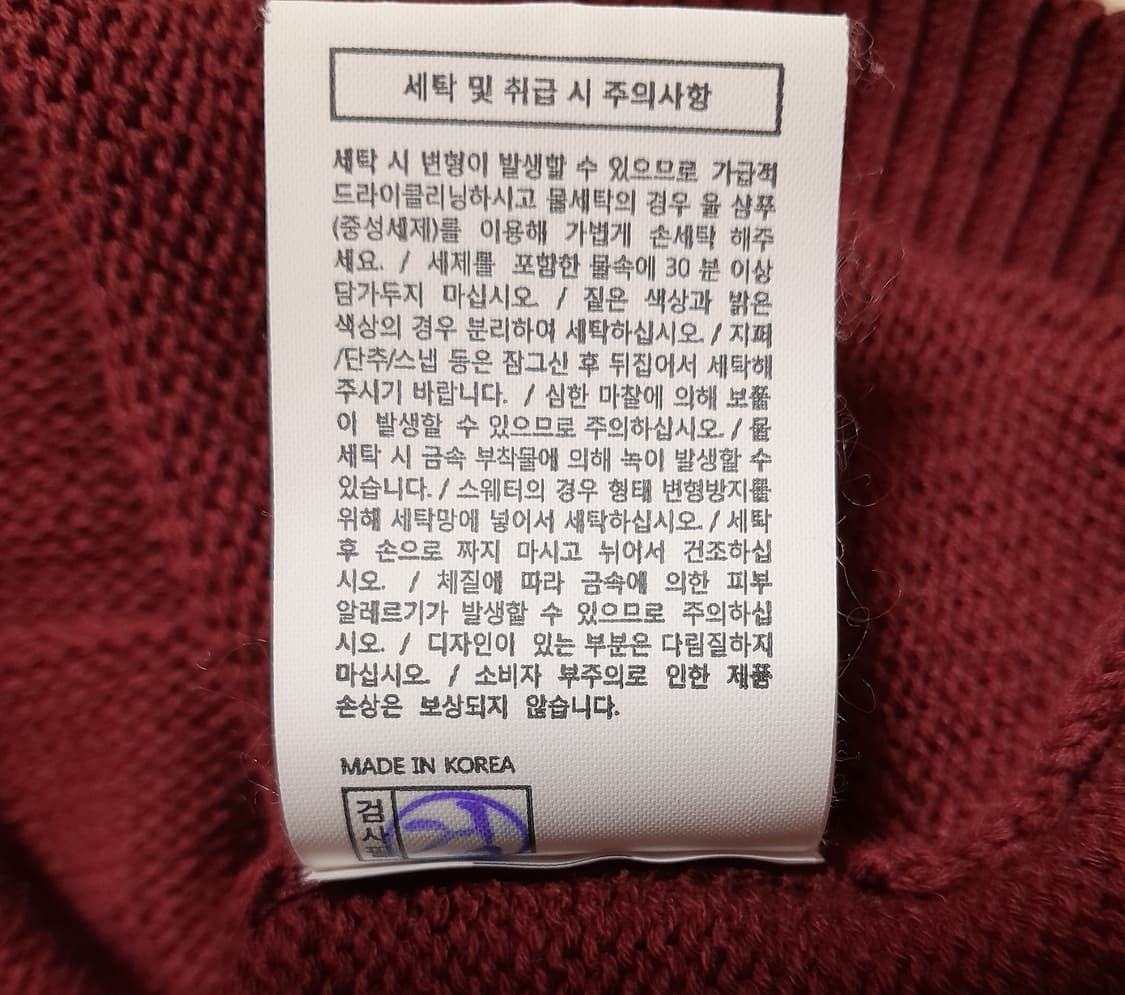 세탁 및 취급 시 주의사항
세탁 시 변형이 발생할 수 있으므로 가급적
드라이클리닝하시고 물세탁의 경우 울 샴푸
(중성세제)를 이용해 가볍게 손세탁 해주
세요. / 세제를 포함한 물속에 30 분 이상
담가두지 마십시오. / 짙은 색상과 밝은
색상의 경우 분리하여 세탁하십시오. / 지퍼
/단추/스냅 등은 잠그신 후 뒤집어서 세탁해
주시기 바랍니다. / 심한 마찰에 의해 보풀
이 발생할 수 있으므로 주의하십시오. / 물
세탁 시 금속 부착물에 의해 녹이 발생할 수
있습니다. / 스웨터의 경우 형태 변형방지를
위해 세탁망에 넣어서 세탁하십시오. / 세탁
후 손으로 짜지 마시고 뉘어서 건조하십
시오. / 체질에 따라 금속에 의한 피부
알레르기가 발생할 수 있으므로 주의하십
시오. / 디자인이 있는 부분은 다림질하지
마십시오. / 소비자 부주의로 인한 제품
손상은 보상되지 않습니다.
MADE IN KOREA
검
사